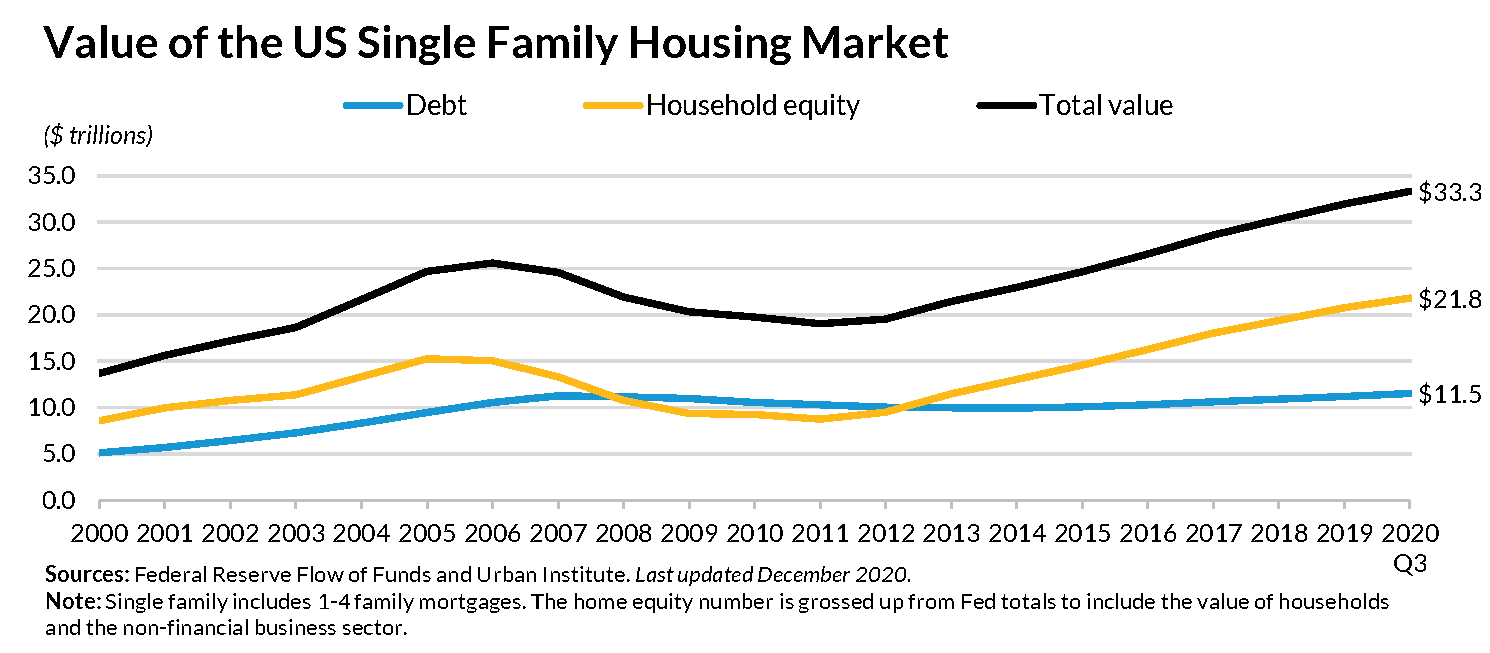 Value of the US Single Family Housing Market
Debt Household equity Total value
($ trillions)
35.0
$33.3
30.0
25.0
$21.8
20.0
15.0
$11.5
10.0
5.0
0.0
2000 2001 2002 2003 2004 2005 2006 2007 2008 2009 2010 2011 2012 2013 2014 2015 2016 2017 2018 2019 2020
Q3
Sources: Federal Reserve Flow of Funds and Urban Institute. Last updated December 2020.
Note: Single family includes 1-4 family mortgages. The home equity number is grossed up from Fed totals to include the value of households
and the non-financial business sector.